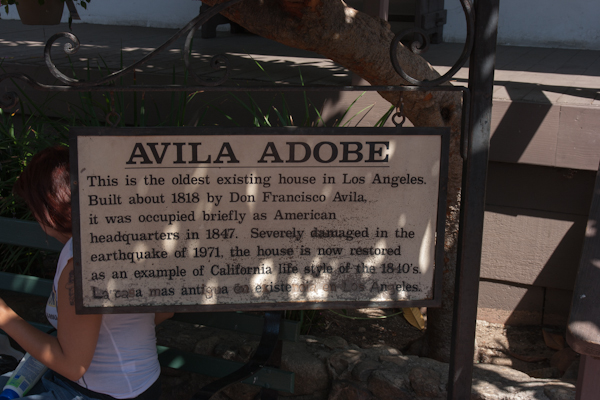 AVILA ADOBE
This is the oldest existing house in Los Angeles.
Built about 1818 by Don Francisco Avila,
it was occupied briefly as American
headquarters in 1847. Severely damaged in the
earthquake of 1971, the house is now restored
as an example of California life style of the 1840's.
La casa mas antigua en existencia en Los Angeles.